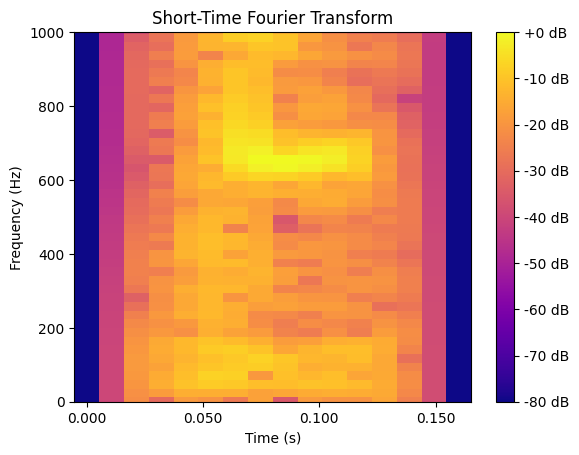 Short-Time Fourier Transform
1000
800
600
400
200
0
Frequency (Hz)
0.000
0.050
0.100
0.150
Time (s)
+0 dB
-10 dB
-20 dB
-30 dB
-40 dB
-50 dB
-60 dB
-70 dB
-80 dB